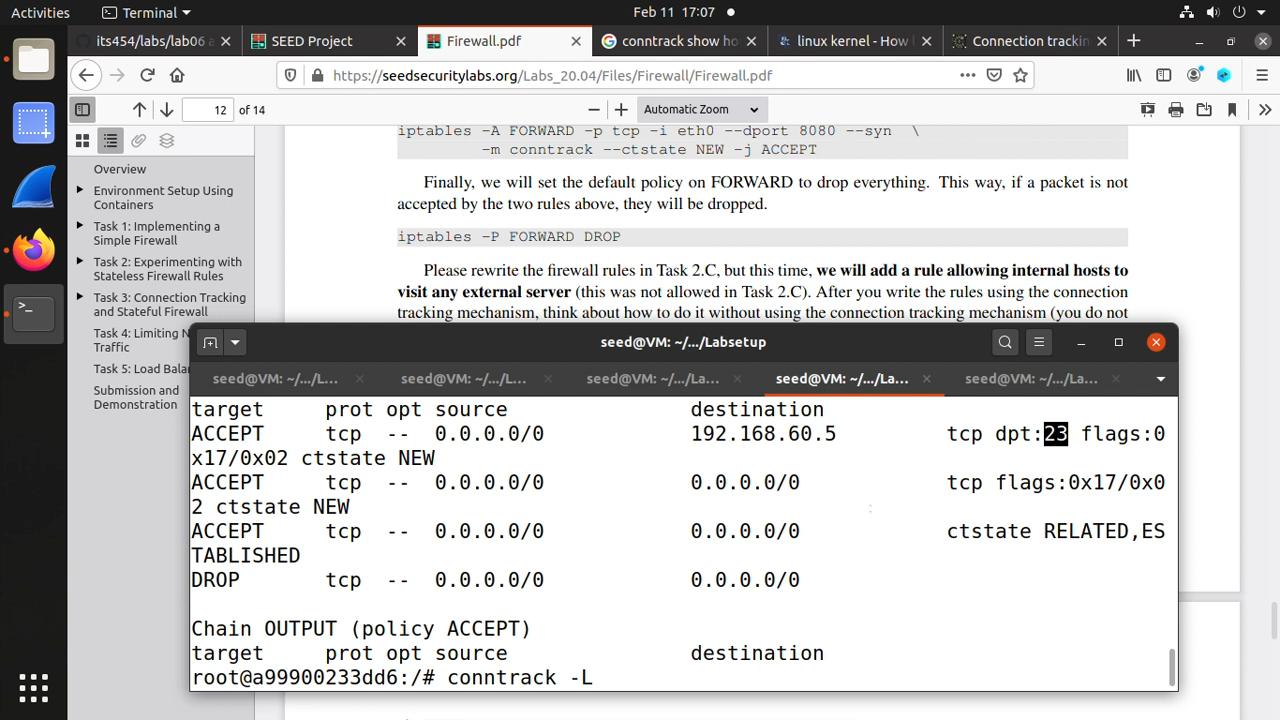 Activities
Terminal
Feb 11 17:07
its454/labs/lab06 a
SEED Project
Firewall.pdf
conntrack show ho
linux kernel - How l
Connection trackin
https://seedsecuritylabs.org/Labs_20.04/Files/Firewall/Firewall.pdf
12 of 14
Automatic Zoom
Overview
Environment Setup Using
Containers
Task 1: Implementing a
Simple Firewall
Task 2: Experimenting with
Stateless Firewall Rules
Task 3: Connection Tracking
and Stateful Firewall
Task 4: Limiting N
Traffic
Task 5: Load Bala
Submission and
Demonstration
iptables -A FORWARD -p tcp -i eth0 --dport 8080 --syn \
-m conntrack --ctstate NEW -j ACCEPT
Finally, we will set the default policy on FORWARD to drop everything. This way, if a packet is not
accepted by the two rules above, they will be dropped.
iptables -P FORWARD DROP
Please rewrite the firewall rules in Task 2.C, but this time, we will add a rule allowing internal hosts to
visit any external server (this was not allowed in Task 2.C). After you write the rules using the connection
tracking mechanism, think about how to do it without using the connection tracking mechanism (you do not
seed@VM: ~/.../Labsetup
seed@VM: ~/.../L...
seed@VM: ~/.../L...
seed@VM: ~/.../La...
seed@VM: ~/.../La...
seed@VM: ~/.../La...
target prot opt source destination
ACCEPT tcp -- 0.0.0.0/0 192.168.60.5 tcp dpt:23 flags:0
x17/0x02 ctstate NEW
ACCEPT tcp -- 0.0.0.0/0 0.0.0.0/0 tcp flags:0x17/0x0
2 ctstate NEW
ACCEPT tcp -- 0.0.0.0/0 0.0.0.0/0 ctstate RELATED,ES
TABLISHED
DROP tcp -- 0.0.0.0/0 0.0.0.0/0
Chain OUTPUT (policy ACCEPT)
target prot opt source destination
root@a99900233dd6:/# conntrack -L